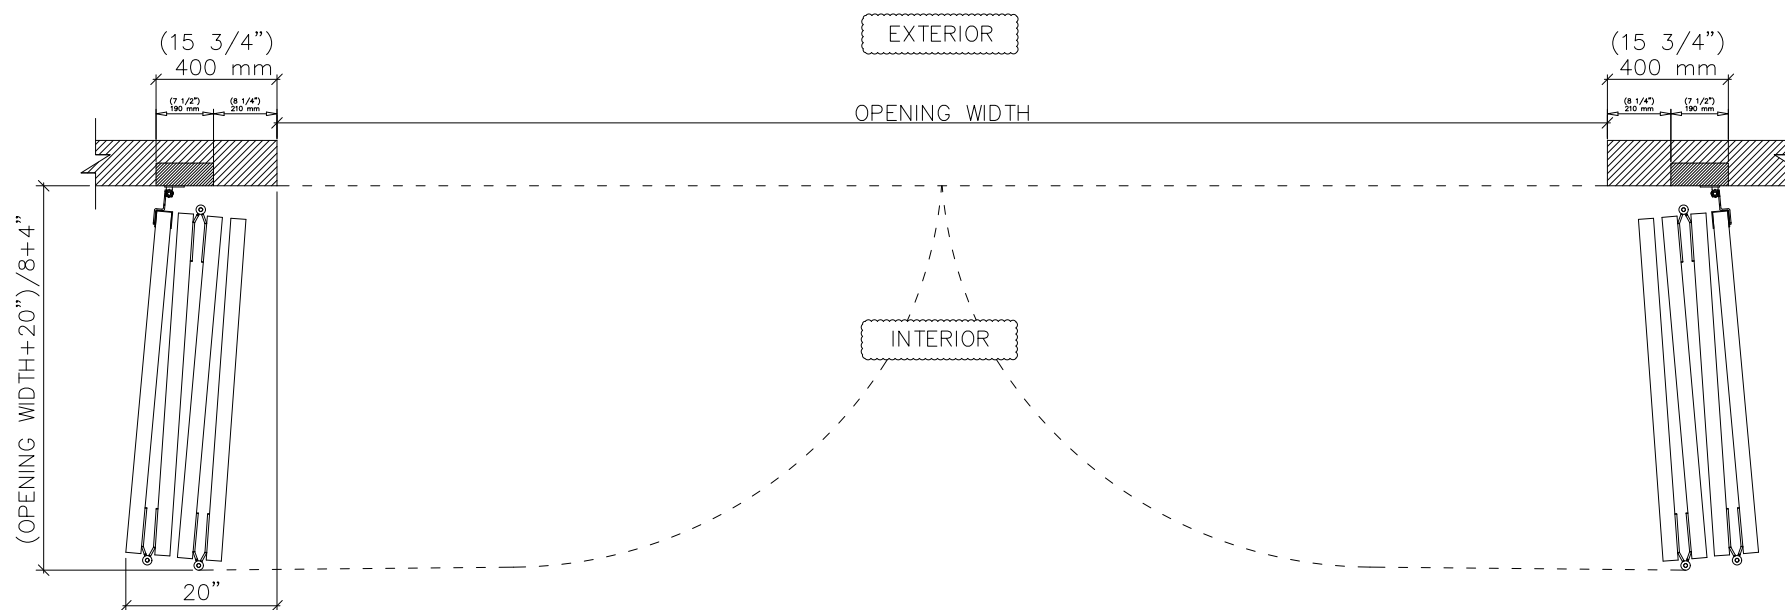 EXTERIOR
(15 3/4")
400 mm
(7 1/2")
190 mm
(8 1/4")
210 mm
OPENING WIDTH
(15 3/4")
400 mm
(8 1/4")
210 mm
(7 1/2")
190 mm
(OPENING WIDTH+20")/8+4"
INTERIOR
20"